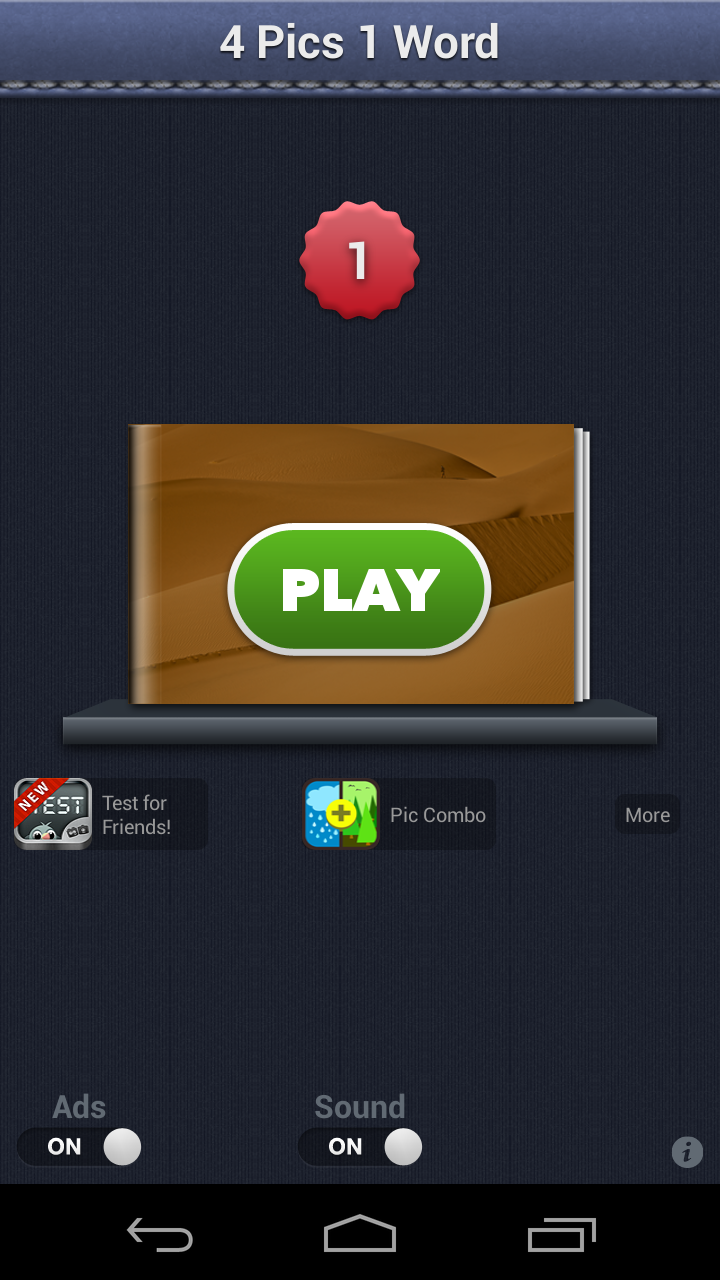 4 Pics 1 Word
1
PLAY
NEW
TEST
Test for
Friends!
Pic Combo
More
Ads
Sound
ON
ON
i